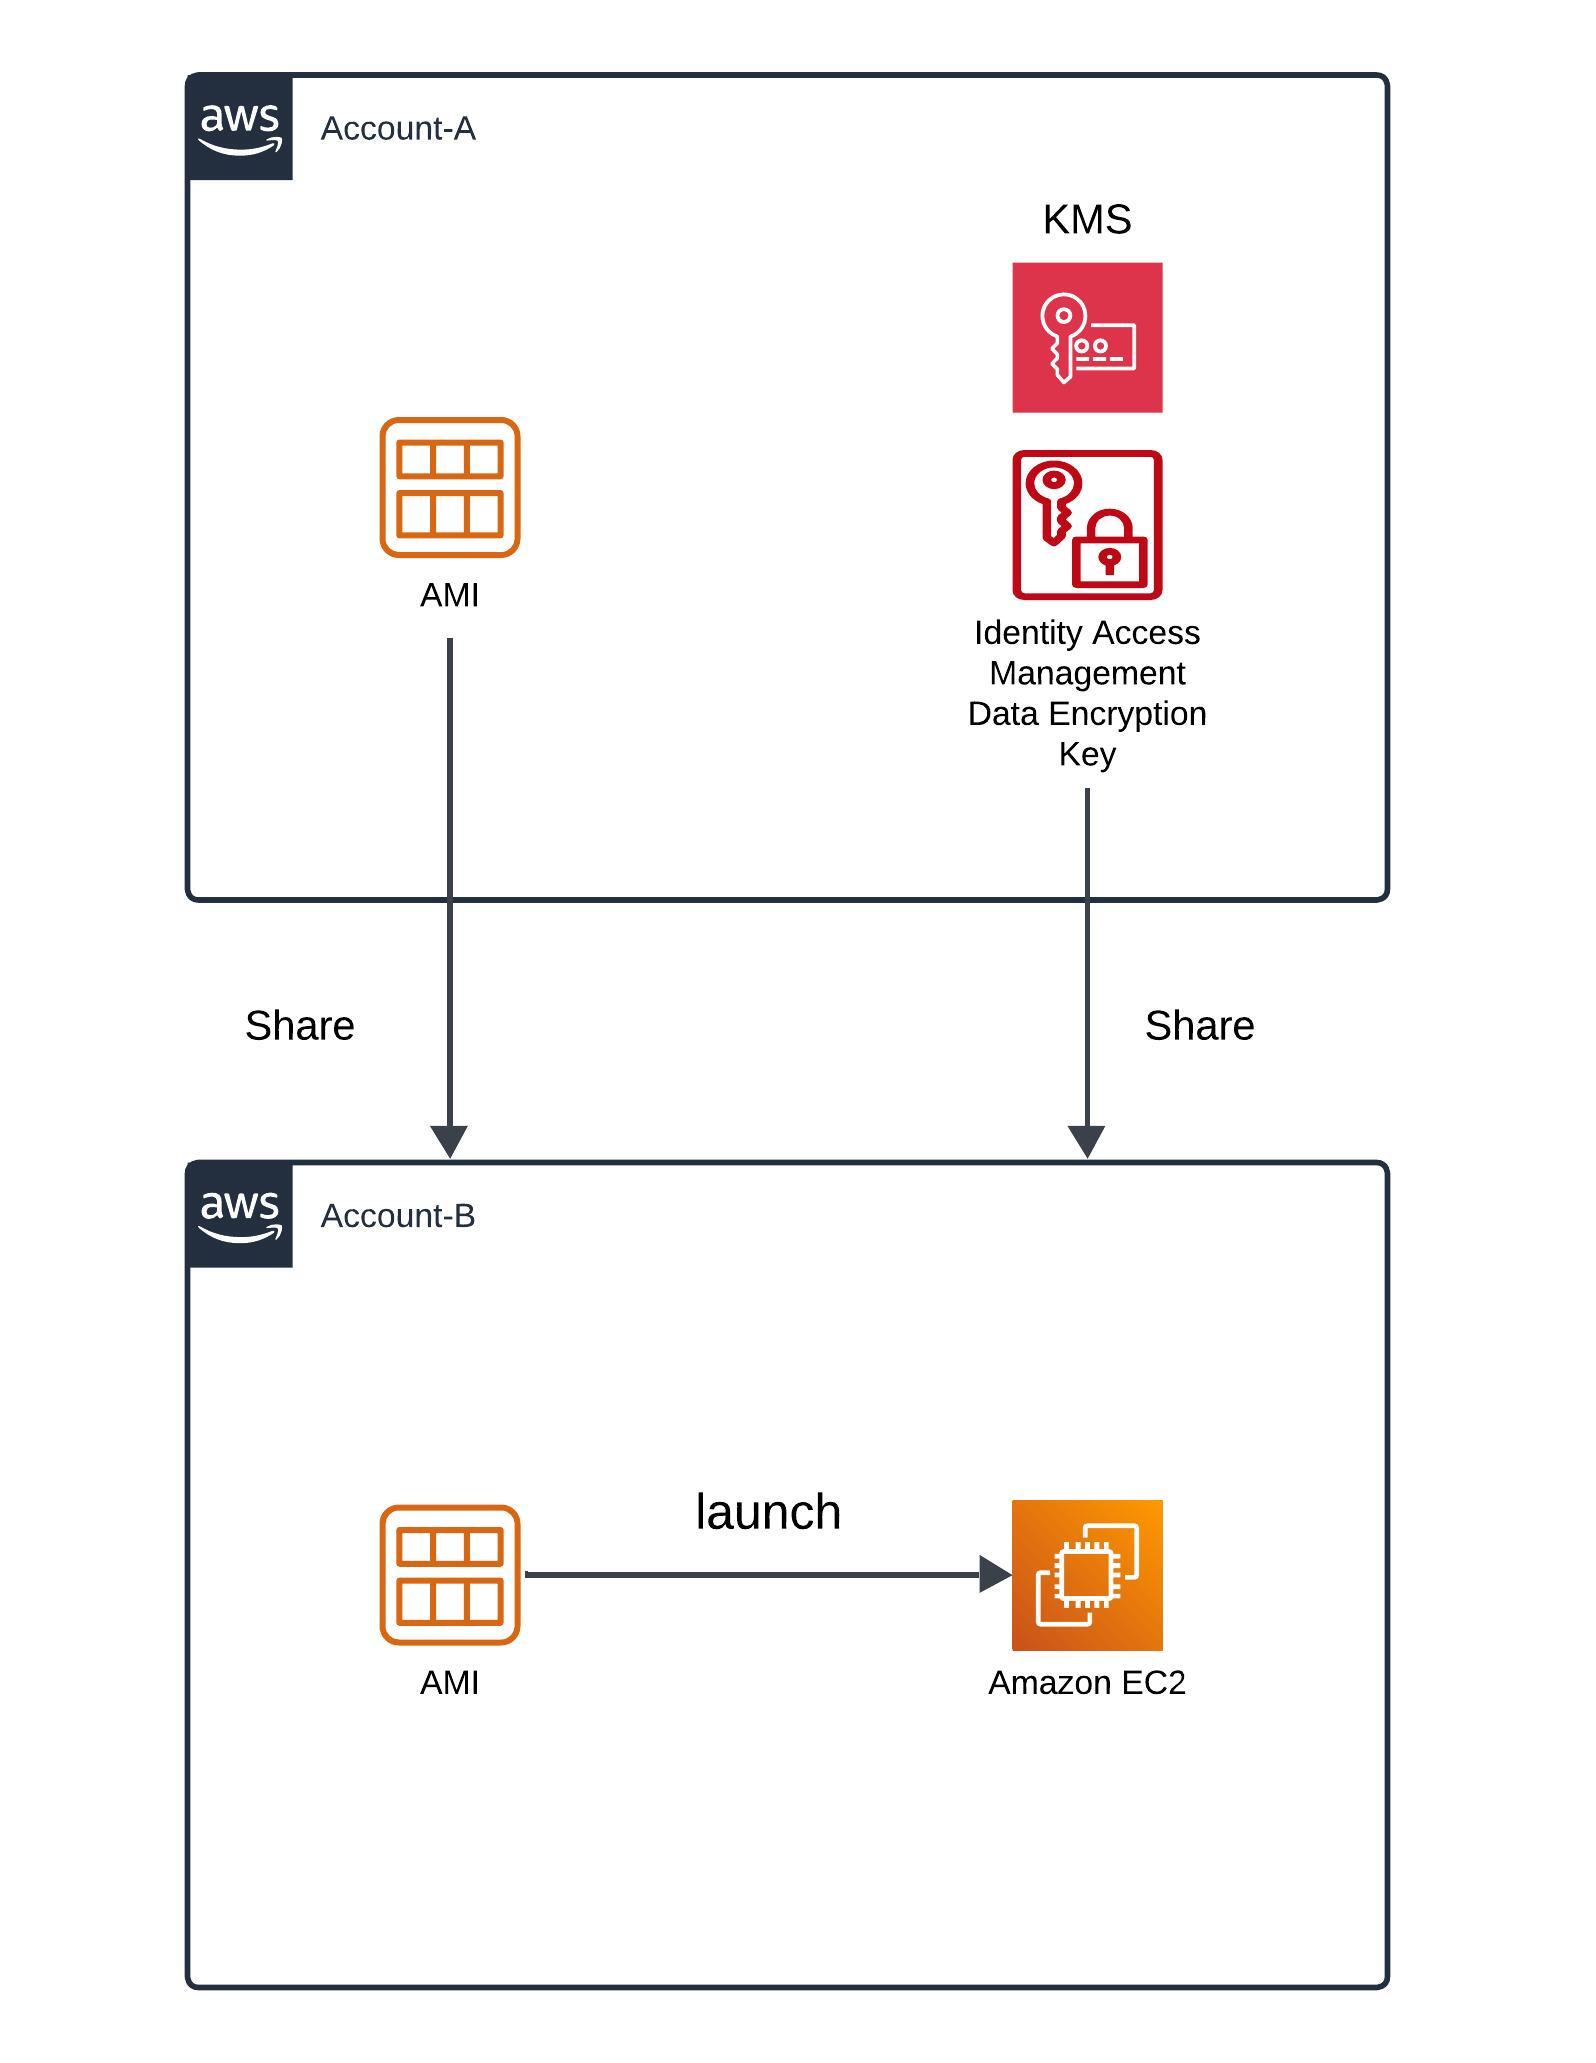 aws
Account-A
KMS
AMI
Identity Access
Management
Data Encryption
Key
Share
Share
aws
Account-B
launch
AMI
Amazon EC2